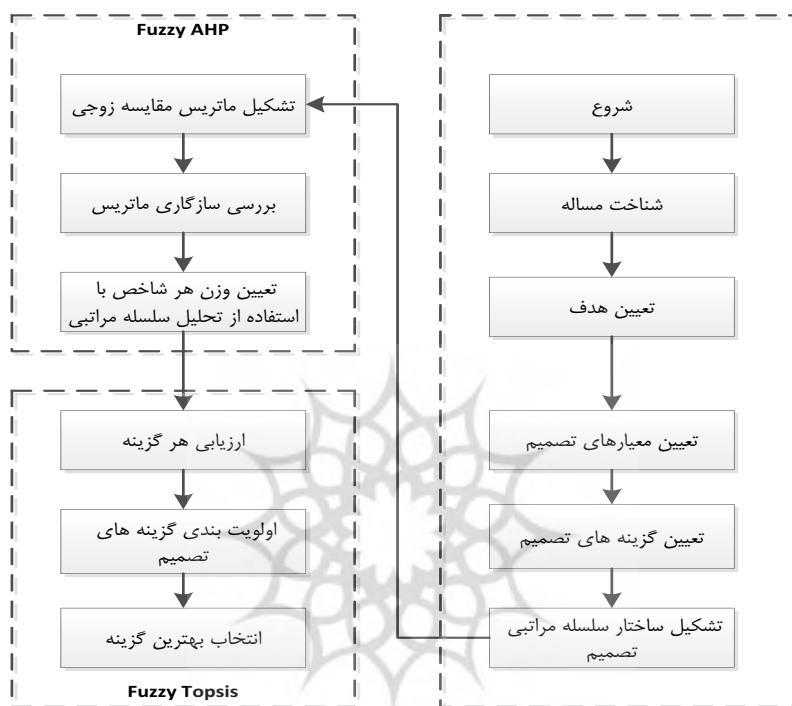 شروع
شناخت مساله
تعیین هدف
تعیین معیارهای تصمیم
تعیین گزینه های تصمیم
تشکیل ساختار سلسله مراتبی
تصمیم
Fuzzy AHP
تشکیل ماتریس مقایسه زوجی
بررسی سازگاری ماتریس
تعیین وزن هر شاخص با
استفاده از تحلیل سلسله مراتبی
ارزیابی هر گزینه
اولویت بندی گزینه های
تصمیم
انتخاب بهترین گزینه
Fuzzy Topsis